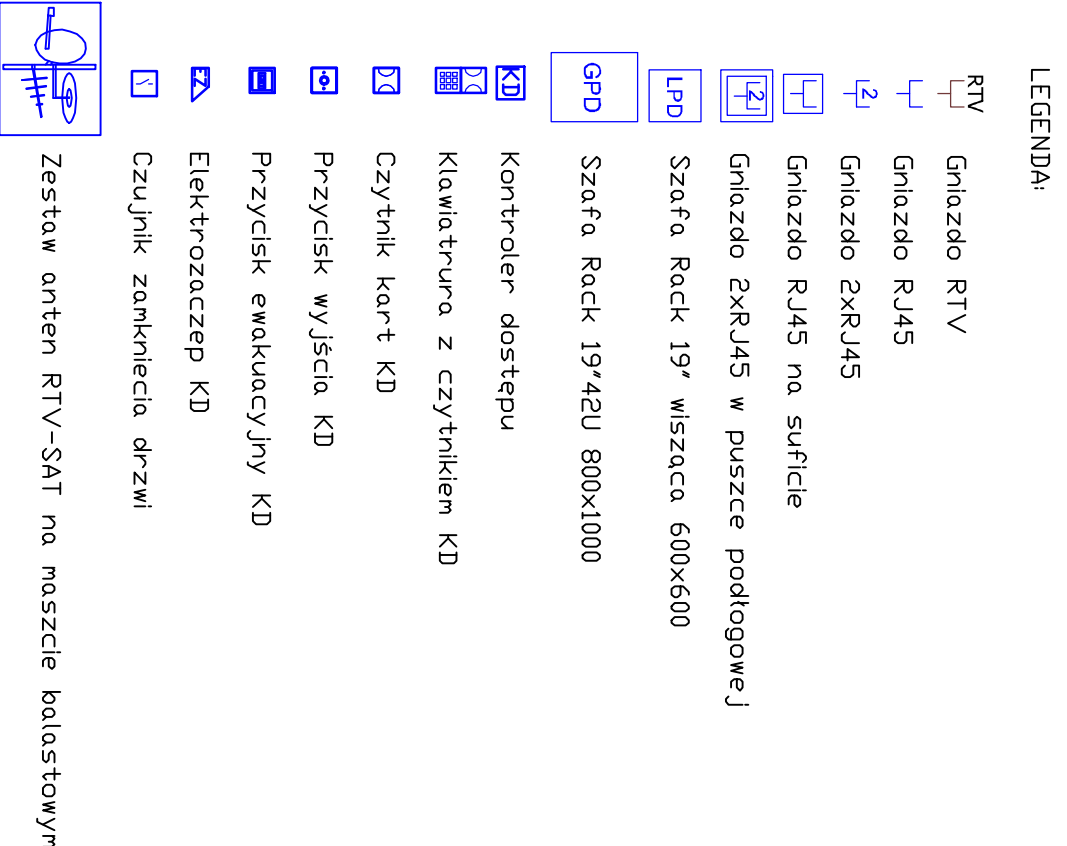 LEGENDA:
RTV Gniazdo RTV
Gniazdo RJ45
2 Gniazdo 2xRJ45
Gniazdo RJ45 na suficie
2 Gniazdo 2xRJ45 w puszce podłogowej
LPD Szafa Rack 19" wisząca 600x600
GPD Szafa Rack 19"42U 800x1000
KD Kontroler dostępu
Klawiatrura z czytnikiem KD
Czytnik kart KD
Przycisk wyjścia KD
Przycisk ewakuacyjny KD
EZ Elektrozaczep KD
Czujnik zamkniecia drzwi
Zestaw anten RTV-SAT na maszcie balastowym